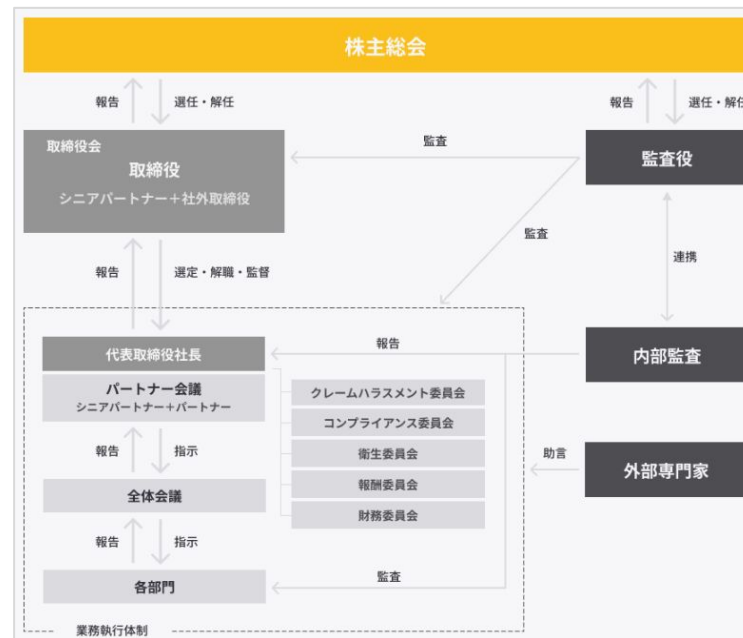 株主総会
報告
選任・解任
報告
選任・解任
取締役会
取締役
シニアパートナー＋社外取締役
監査
監査役
監査
報告
選定・解職・監督
連携
代表取締役社長
報告
内部監査
パートナー会議
シニアパートナー＋パートナー
クレームハラスメント委員会
コンプライアンス委員会
報告
指示
衛生委員会
助言
外部専門家
全体会議
報酬委員会
財務委員会
報告
指示
各部門
監査
業務執行体制